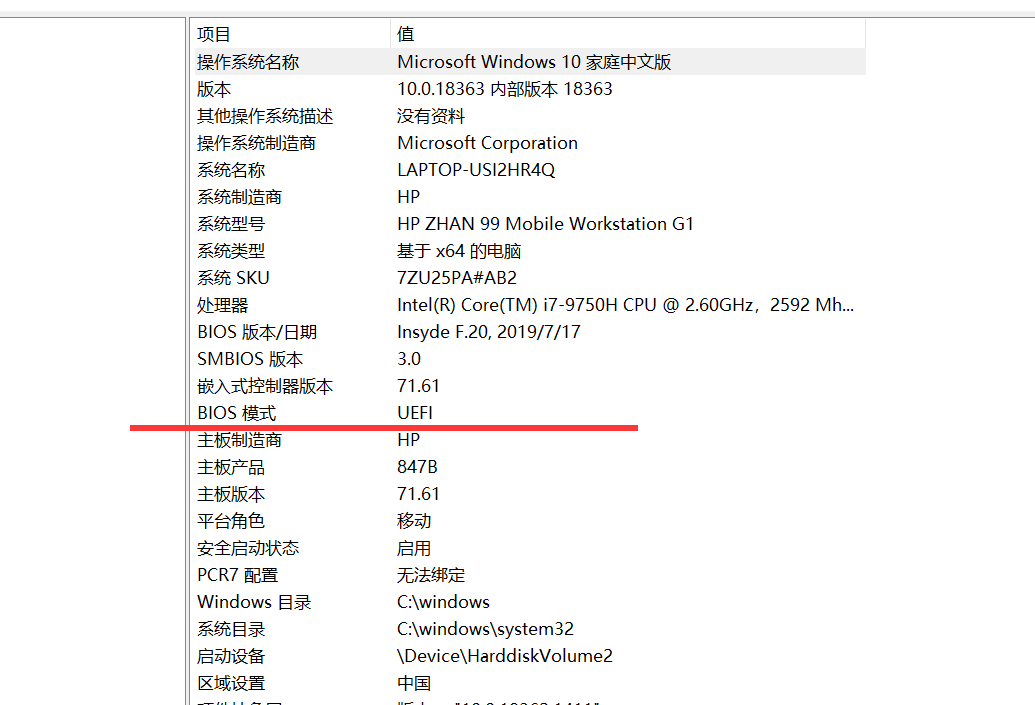 项目 值
操作系统名称 Microsoft Windows 10 家庭中文版
版本 10.0.18363 内部版本 18363
其他操作系统描述 没有资料
操作系统制造商 Microsoft Corporation
系统名称 LAPTOP-USI2HR4Q
系统制造商 HP
系统型号 HP ZHAN 99 Mobile Workstation G1
系统类型 基于 x64 的电脑
系统 SKU 7ZU25PA#AB2
处理器 Intel(R) Core(TM) i7-9750H CPU @ 2.60GHz，2592 Mh...
BIOS 版本/日期 Insyde F.20, 2019/7/17
SMBIOS 版本 3.0
嵌入式控制器版本 71.61
BIOS 模式 UEFI
主板制造商 HP
主板产品 847B
主板版本 71.61
平台角色 移动
安全启动状态 启用
PCR7 配置 无法绑定
Windows 目录 C:\windows
系统目录 C:\windows\system32
启动设备 \Device\HarddiskVolume2
区域设置 中国